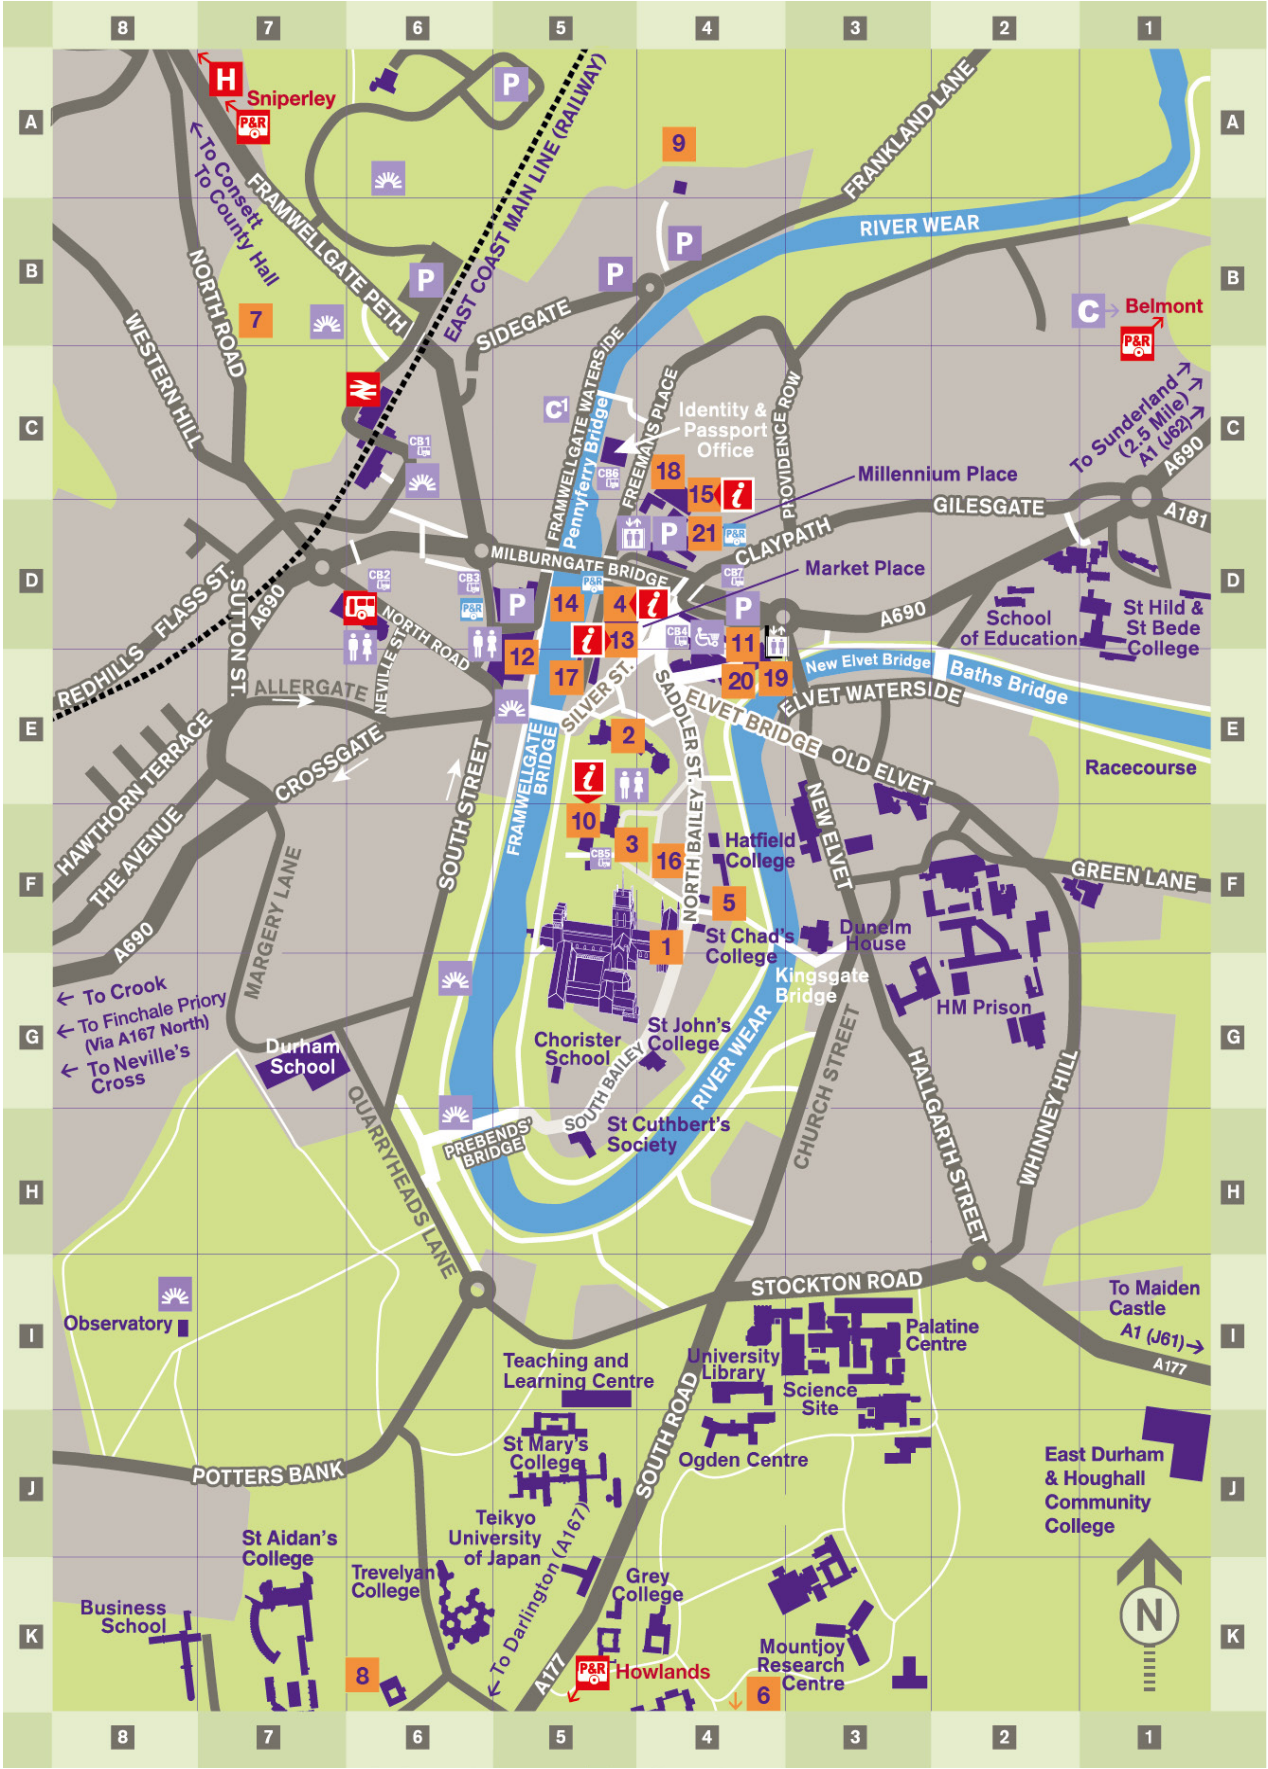 8 7 6 5 4 3 2 1
A
A
H
Sniperley
P&R
P
9
To Consett
To County Hall
FRAMWELLGATE PETH
EAST COAST MAIN LINE (RAILWAY)
FRANKLAND LANE
RIVER WEAR
B
B
NORTH ROAD
7
WESTERN HILL
P
P
P
SIDEGATE
C
Belmont
P&R
FRAMWELLGATE WATERSIDE
Pennyferry Bridge
FREEMANS PLACE
PROVIDENCE ROW
C
C
CB1
C1
Identity &
Passport
Office
CB6
18
15
i
Millennium Place
To Sunderland
(2.5 Mile)
A1 (J62)
A690
A181
GILESGATE
P
21
P&R
CLAYPATH
MILBURNGATE BRIDGE
D
D
REDHILLS
FLASS ST.
SUTTON ST.
A690
CB2
CB3
P&R
P
P&R
14
4
i
CB7
Market Place
P
A690
School
of Education
St Hild &
St Bede
College
NORTH ROAD
NEVILLE ST.
12
i
13
CB4
11
17
20
19
New Elvet Bridge
Baths Bridge
ELVET WATERSIDE
ALLERGATE
SILVER ST.
SADDLER ST.
ELVET BRIDGE
E
E
HAWTHORN TERRACE
CROSSGATE
SOUTH STREET
FRAMWELLGATE
BRIDGE
2
OLD ELVET
Racecourse
i
10
3
CB5
16
NORTH BAILEY
Hatfield
College
NEW ELVET
THE AVENUE
F
F
GREEN LANE
5
A690
MARGERY LANE
1
St Chad's
College
Dunelm
House
Kingsgate
Bridge
To Crook
To Finchale Priory
(Via A167 North)
To Neville's
Cross
G
G
HM Prison
Durham
School
Chorister
School
St John's
College
SOUTH BAILEY
RIVER WEAR
CHURCH STREET
HALLGARTH STREET
WHINNEY HILL
QUARRYHEADS LANE
PREBENDS'
BRIDGE
St Cuthbert's
Society
H
H
STOCKTON ROAD
To Maiden
Castle
A1 (J61)
A177
Observatory
I
I
Palatine
Centre
Teaching and
Learning Centre
University
Library
Science
Site
SOUTH ROAD
St Mary's
College
Ogden Centre
POTTERS BANK
J
J
East Durham
& Houghall
Community
College
Teikyo
University
of Japan
To Darlington (A167)
St Aidan's
College
Trevelyan
College
Grey
College
Business
School
K
K
N
Mountjoy
Research
Centre
8
A177
P&R
Howlands
6
8 7 6 5 4 3 2 1